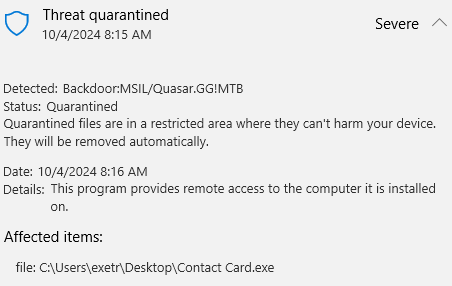 Threat quarantined
10/4/2024 8:15 AM
Severe
Detected: Backdoor:MSIL/Quasar.GG!MTB
Status: Quarantined
Quarantined files are in a restricted area where they can't harm your device.
They will be removed automatically.
Date: 10/4/2024 8:16 AM
Details: This program provides remote access to the computer it is installed
on.
Affected items:
file: C:\Users\exetr\Desktop\Contact Card.exe